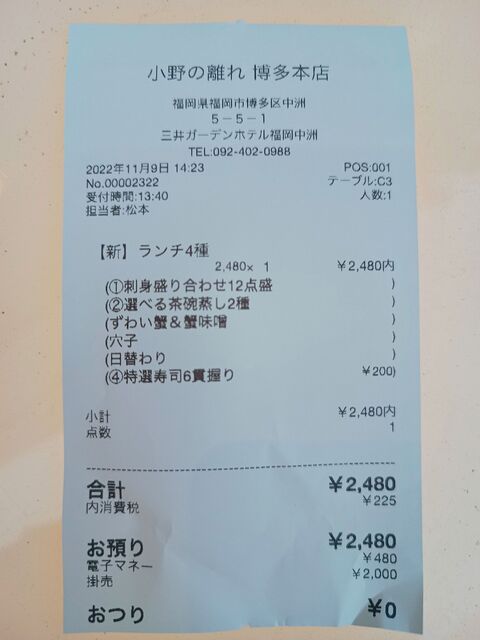 小野の離れ 博多本店
福岡県福岡市博多区中洲
5-5-1
三井ガーデンホテル福岡中洲
TEL:092-402-0988
2022年11月9日 14:23 POS:001
No.00002322 テーブル:C3
受付時間:13:40 人数:1
担当者:松本
【新】ランチ4種
2,480× 1 ¥2,480内
(①刺身盛り合わせ12点盛 )
(②選べる茶碗蒸し2種 )
(ずわい蟹&蟹味噌 )
(穴子 )
(日替わり )
(④特選寿司6貫握り ¥200)
小計 ¥2,480内
点数 1
合計 ¥2,480
内消費税 ¥225
お預り ¥2,480
電子マネー ¥480
掛売 ¥2,000
おつり ¥0